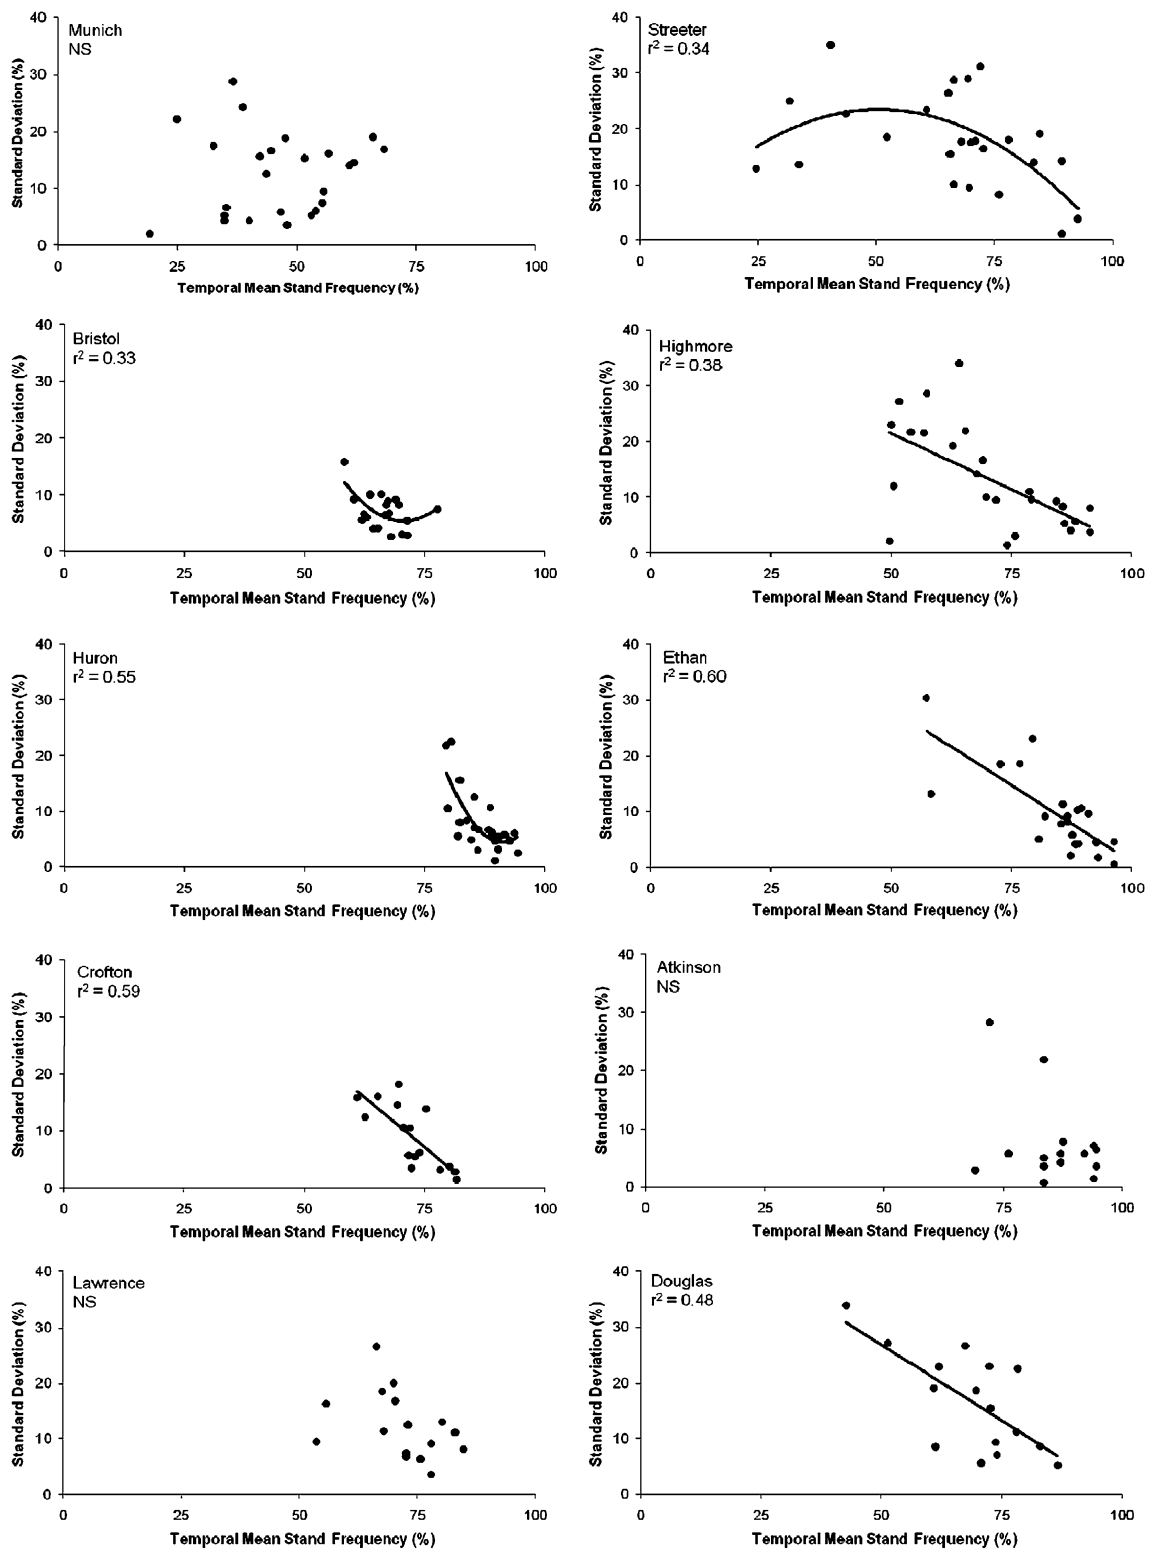 Munich
NS
Standard Deviation (%)
40
30
20
10
0
0 25 50 75 100
Temporal Mean Stand Frequency (%)
Streeter
r² = 0.34
Standard Deviation (%)
40
30
20
10
0
0 25 50 75 100
Temporal Mean Stand Frequency (%)
Bristol
r² = 0.33
Standard Deviation (%)
40
30
20
10
0
0 25 50 75 100
Temporal Mean Stand Frequency (%)
Highmore
r² = 0.38
Standard Deviation (%)
40
30
20
10
0
0 25 50 75 100
Temporal Mean Stand Frequency (%)
Huron
r² = 0.55
Standard Deviation (%)
40
30
20
10
0
0 25 50 75 100
Temporal Mean Stand Frequency (%)
Ethan
r² = 0.60
Standard Deviation (%)
40
30
20
10
0
0 25 50 75 100
Temporal Mean Stand Frequency (%)
Crofton
r² = 0.59
Standard Deviation (%)
40
30
20
10
0
0 25 50 75 100
Temporal Mean Stand Frequency (%)
Atkinson
NS
Standard Deviation (%)
40
30
20
10
0
0 25 50 75 100
Temporal Mean Stand Frequency (%)
Lawrence
NS
Standard Deviation (%)
40
30
20
10
0
0 25 50 75 100
Temporal Mean Stand Frequency (%)
Douglas
r² = 0.48
Standard Deviation (%)
40
30
20
10
0
0 25 50 75 100
Temporal Mean Stand Frequency (%)